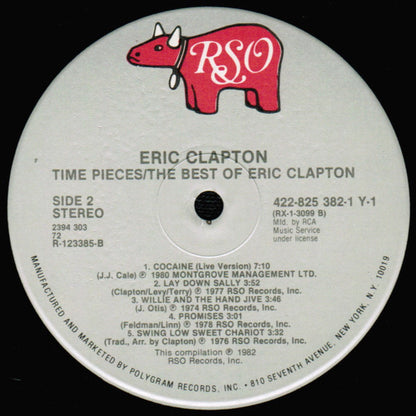 RSO
ERIC CLAPTON
TIME PIECES/THE BEST OF ERIC CLAPTON
SIDE 2
STEREO
2394 303
72
R-123385-B
422-825 382-1 Y-1
(RX-1-3099 B)
Mfd. by RCA
Music Service
under license
1. COCAINE (Live Version) 7:10
(J.J. Cale) Ⓟ 1980 MONTGROVE MANAGEMENT LTD.
2. LAY DOWN SALLY 3:52
(Clapton/Levy/Terry) Ⓟ 1977 RSO Records, Inc.
3. WILLIE AND THE HAND JIVE 3:46
(J. Otis) Ⓟ 1974 RSO Records, Inc.
4. PROMISES 3:01
(Feldman/Linn) Ⓟ 1978 RSO Records, Inc.
5. SWING LOW SWEET CHARIOT 3:32
(Trad., Arr. by Clapton) Ⓟ 1976 RSO Records, Inc.
This compilation Ⓟ 1982
RSO Records, Inc.
MANUFACTURED AND MARKETED BY POLYGRAM RECORDS, INC. • 810 SEVENTH AVENUE, NEW YORK, N.Y. 10019